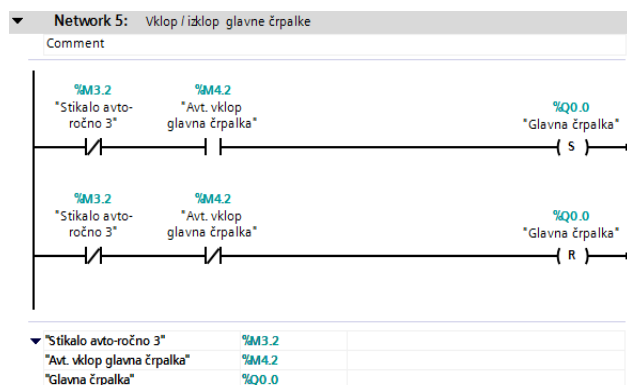 Network 5: Vklop / izklop glavne črpalke
Comment
%M3.2 %M4.2
"Stikalo avto- "Avt. vklop %Q0.0
ročno 3" glavna črpalka" "Glavna črpalka"
S
%M3.2 %M4.2
"Stikalo avto- "Avt. vklop %Q0.0
ročno 3" glavna črpalka" "Glavna črpalka"
R
"Stikalo avto-ročno 3" %M3.2
"Avt. vklop glavna črpalka" %M4.2
"Glavna črpalka" %Q0.0